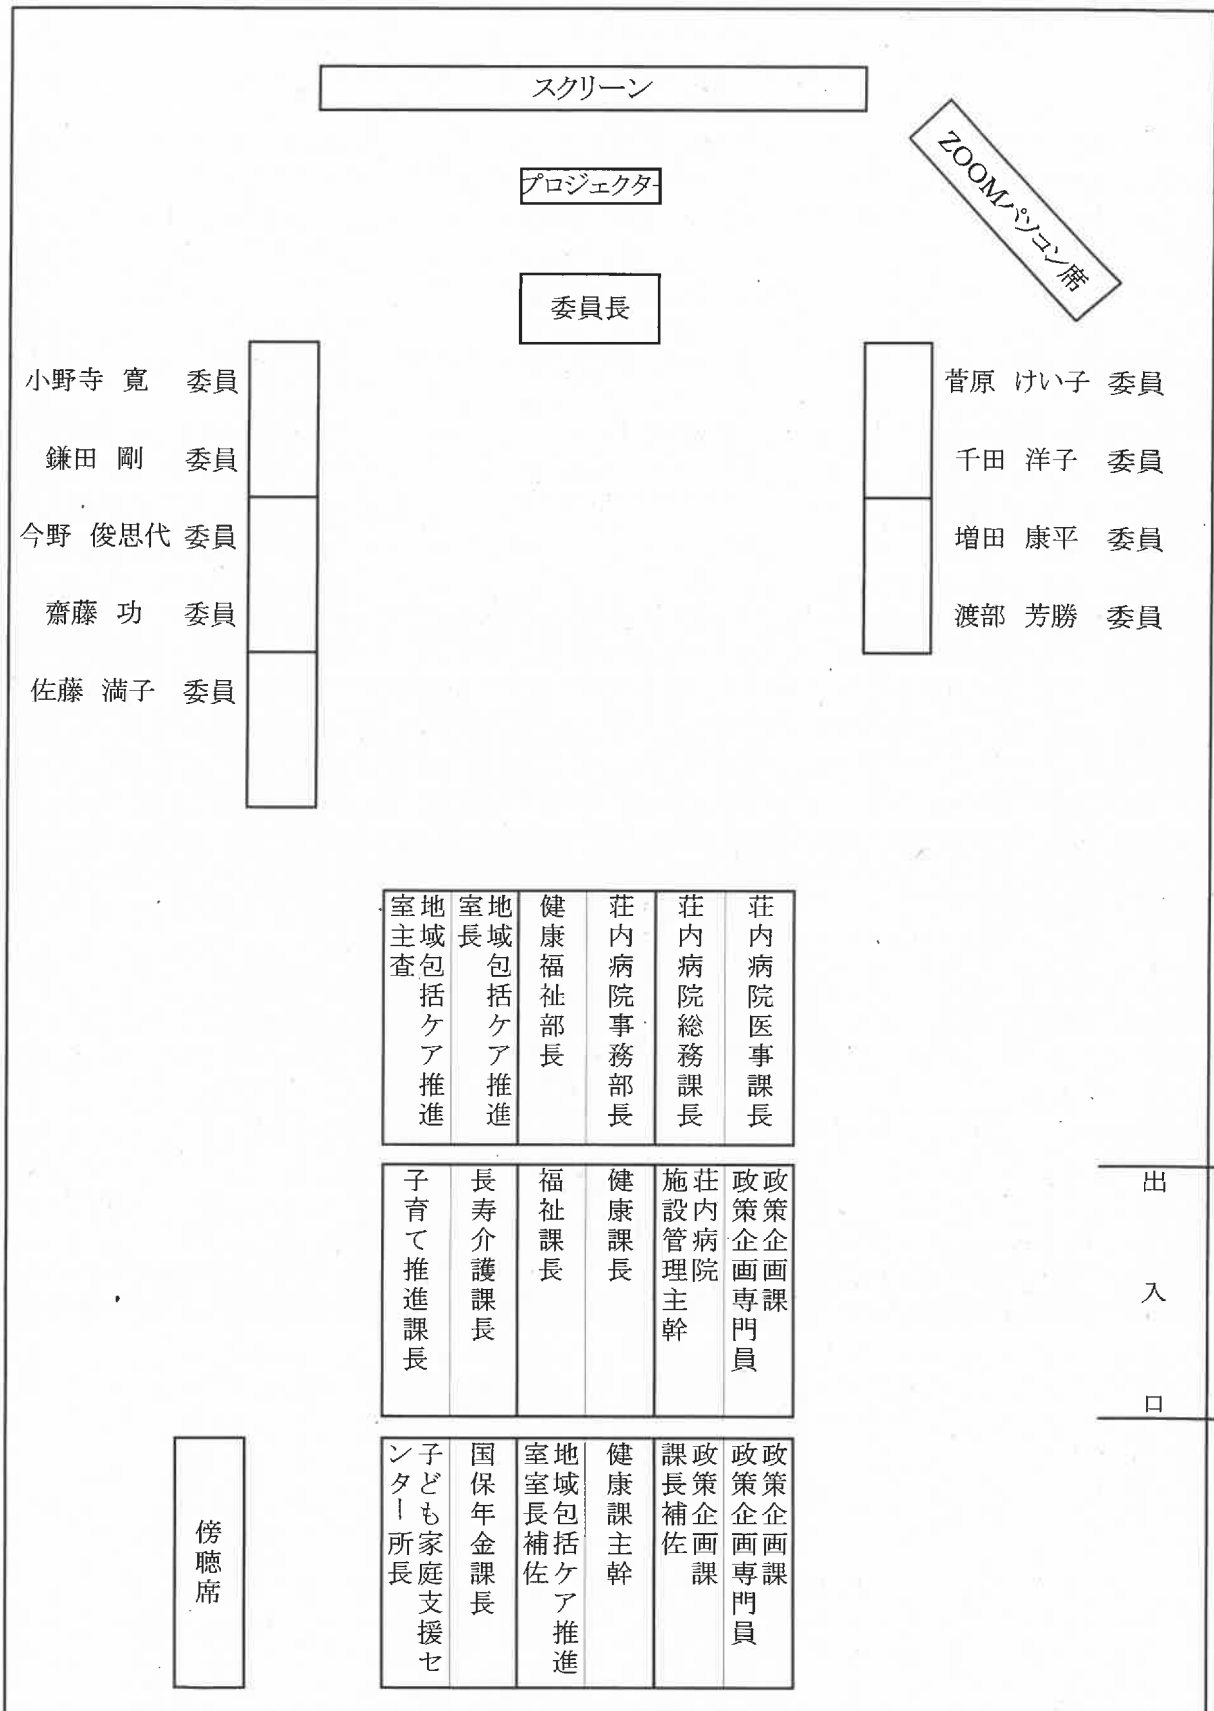 スクリーン
プロジェクター
ZOOMパソコン席
委員長
小野寺 寛 委員
鎌田 剛 委員
今野 俊思代 委員
齋藤 功 委員
佐藤 満子 委員
菅原 けい子 委員
千田 洋子 委員
増田 康平 委員
渡部 芳勝 委員
地域包括ケア推進
室主査
地域包括ケア推進
室長
健康福祉部長
荘内病院事務部長
荘内病院総務課長
荘内病院医事課長
子育て推進課長
長寿介護課長
福祉課長
健康課長
荘内病院
施設管理主幹
政策企画課
政策企画専門員
出入口
子ども家庭支援セ
ンター所長
国保年金課長
地域包括ケア推進
室室長補佐
健康課主幹
政策企画課
課長補佐
政策企画課
政策企画専門員
傍聴席